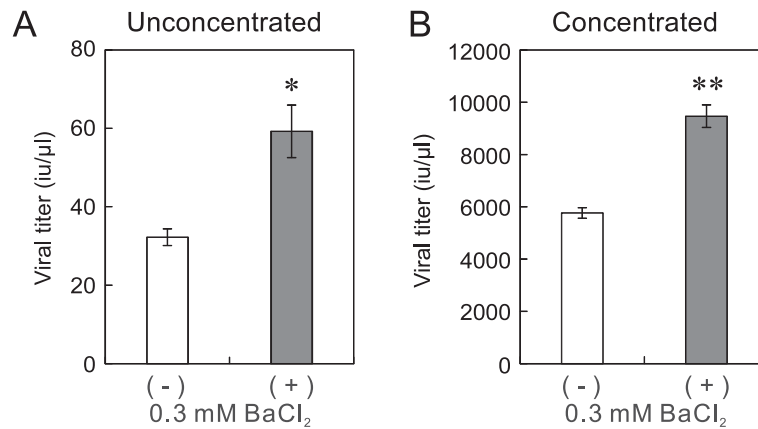 A
Unconcentrated
80
60
40
20
0
Viral titer (iu/µl)
*
( - )
( + )
0.3 mM BaCl₂
B
Concentrated
12000
10000
8000
6000
4000
2000
0
Viral titer (iu/µl)
**
( - )
( + )
0.3 mM BaCl₂